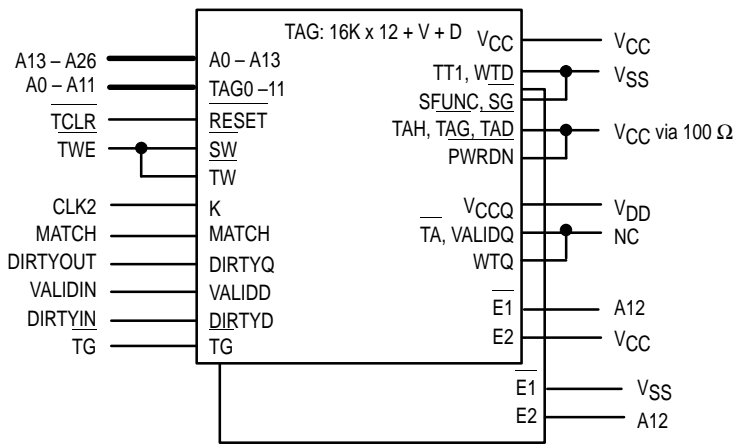 TAG: 16K x 12 + V + D
A13 – A26 A0 – A13 VCC VCC
A0 – A11 TAG0 –11 TT1, WTD VSS
SFUNC, SG
TCLR RESET TAH, TAG, TAD VCC via 100 Ω
TWE SW PWRDN
TW
CLK2 K VCCQ VDD
MATCH MATCH TA, VALIDQ NC
DIRTYOUT DIRTYQ WTQ
VALIDIN VALIDD E1 A12
DIRTYIN DIRTYD E2 VCC
TG TG
E1 VSS
E2 A12